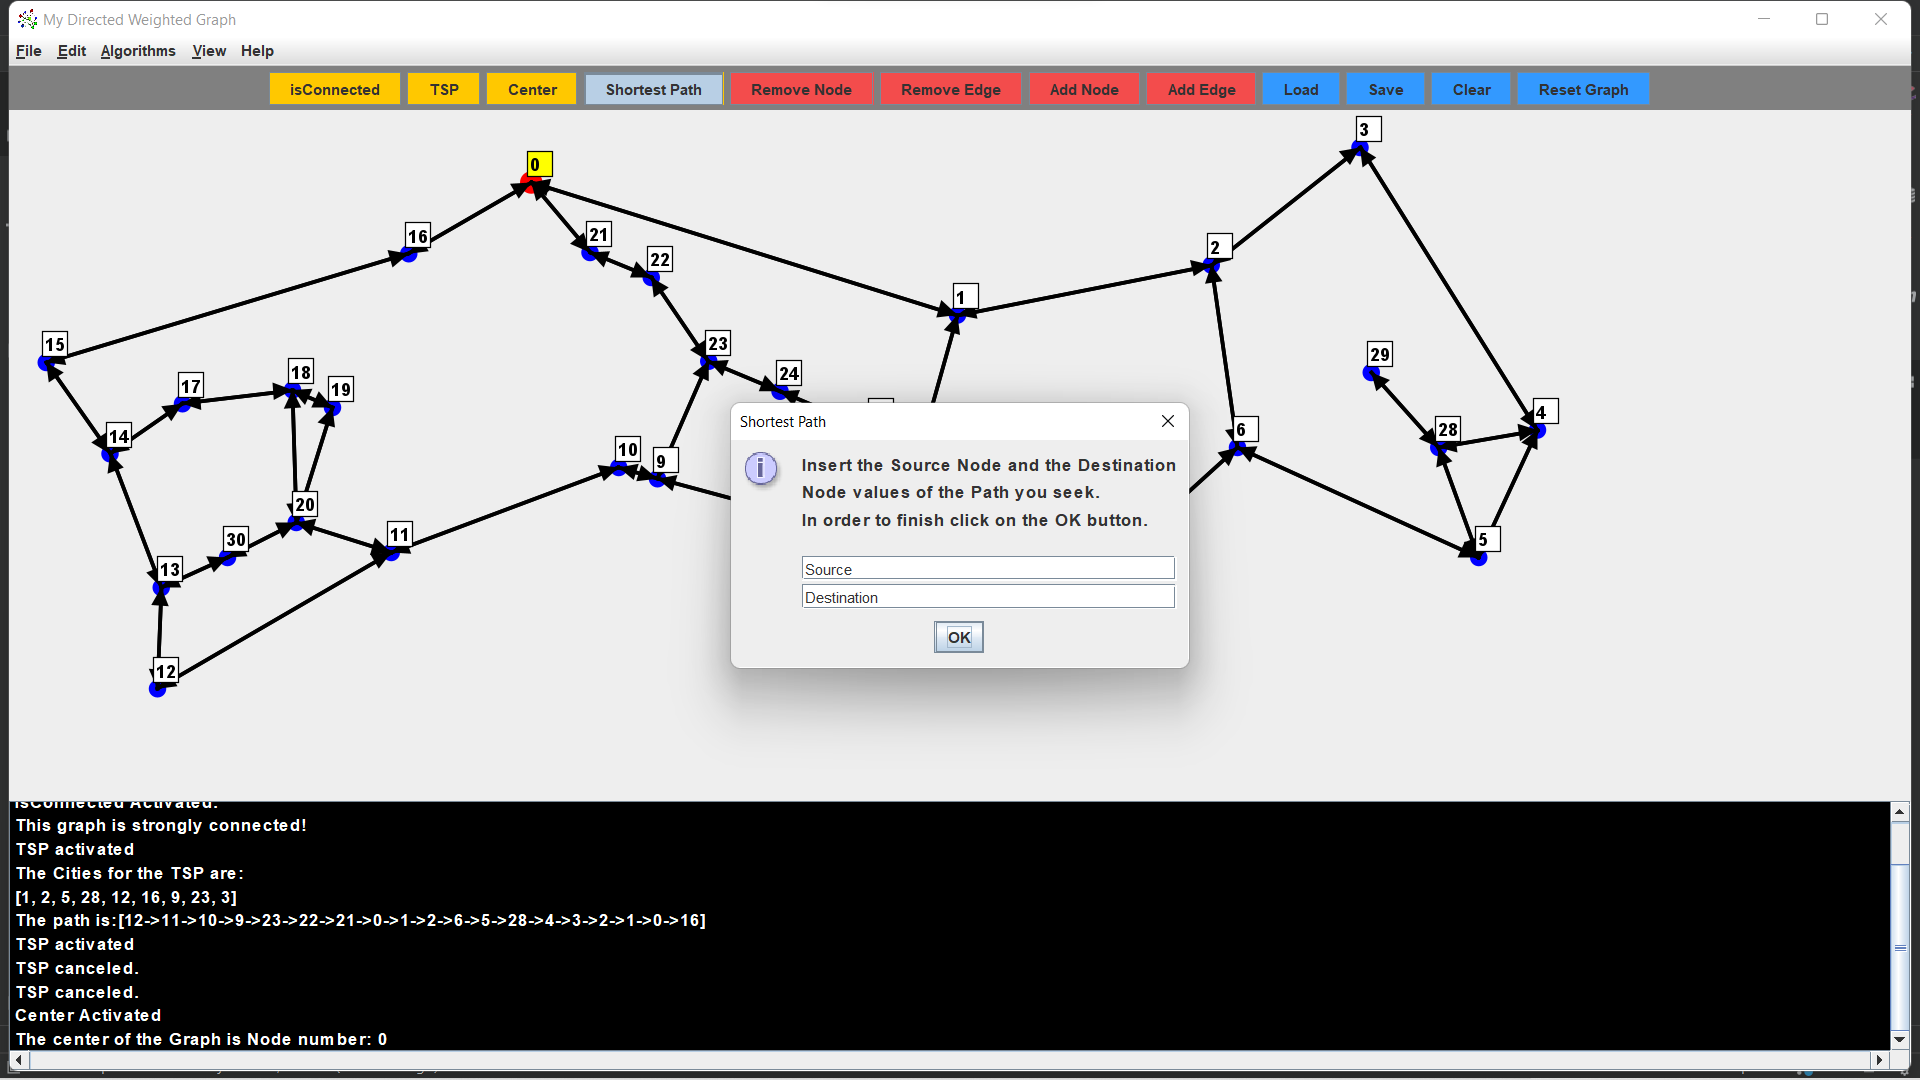 My Directed Weighted Graph
File Edit Algorithms View Help
isConnected TSP Center Shortest Path Remove Node Remove Edge Add Node Add Edge Load Save Clear Reset Graph
3
0
16
21
2
22
1
15
23
29
18
24
17
19
4
14
28
6
10
9
20
11
30
5
13
12
Shortest Path
Insert the Source Node and the Destination
Node values of the Path you seek.
In order to finish click on the OK button.
Source
Destination
OK
isConnected Activated.
This graph is strongly connected!
TSP activated
The Cities for the TSP are:
[1, 2, 5, 28, 12, 16, 9, 23, 3]
The path is:[12->11->10->9->23->22->21->0->1->2->6->5->28->4->3->2->1->0->16]
TSP activated
TSP canceled.
TSP canceled.
Center Activated
The center of the Graph is Node number: 0